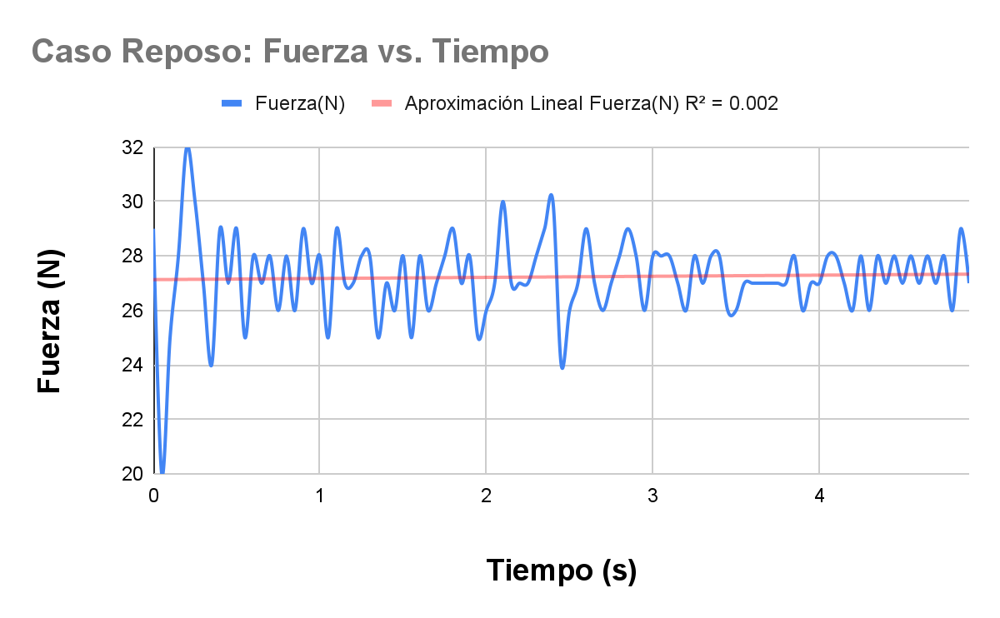 Caso Reposo: Fuerza vs. Tiempo
Fuerza(N) Aproximación Lineal Fuerza(N) R² = 0.002
32
30
28
26
24
22
20
Fuerza (N)
0 1 2 3 4
Tiempo (s)